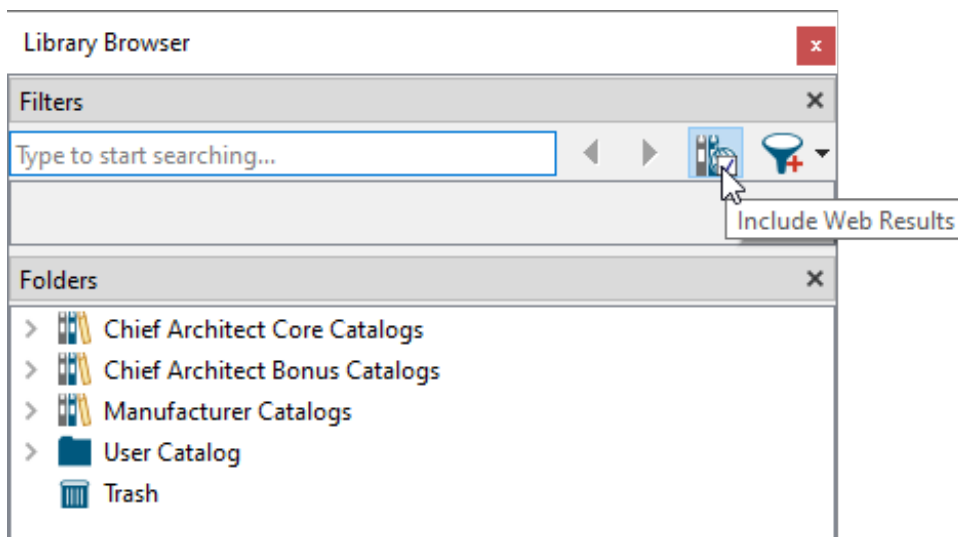 Library Browser
Filters
Type to start searching...
Include Web Results
Folders
Chief Architect Core Catalogs
Chief Architect Bonus Catalogs
Manufacturer Catalogs
User Catalog
Trash